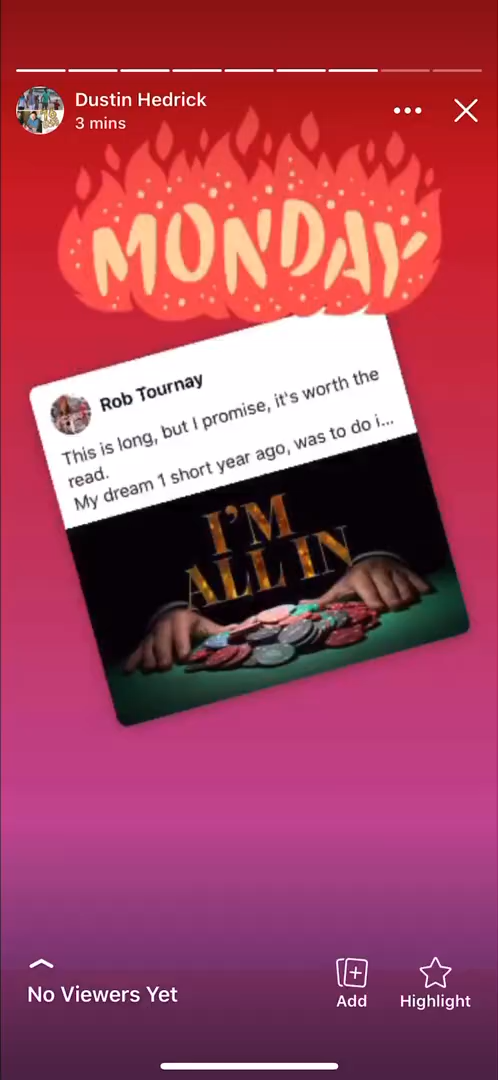 Dustin Hedrick
3 mins
MONDAY
Rob Tournay
This is long, but I promise, it's worth the
read.
My dream 1 short year ago, was to do i...
I'M
ALL IN
No Viewers Yet
Add
Highlight